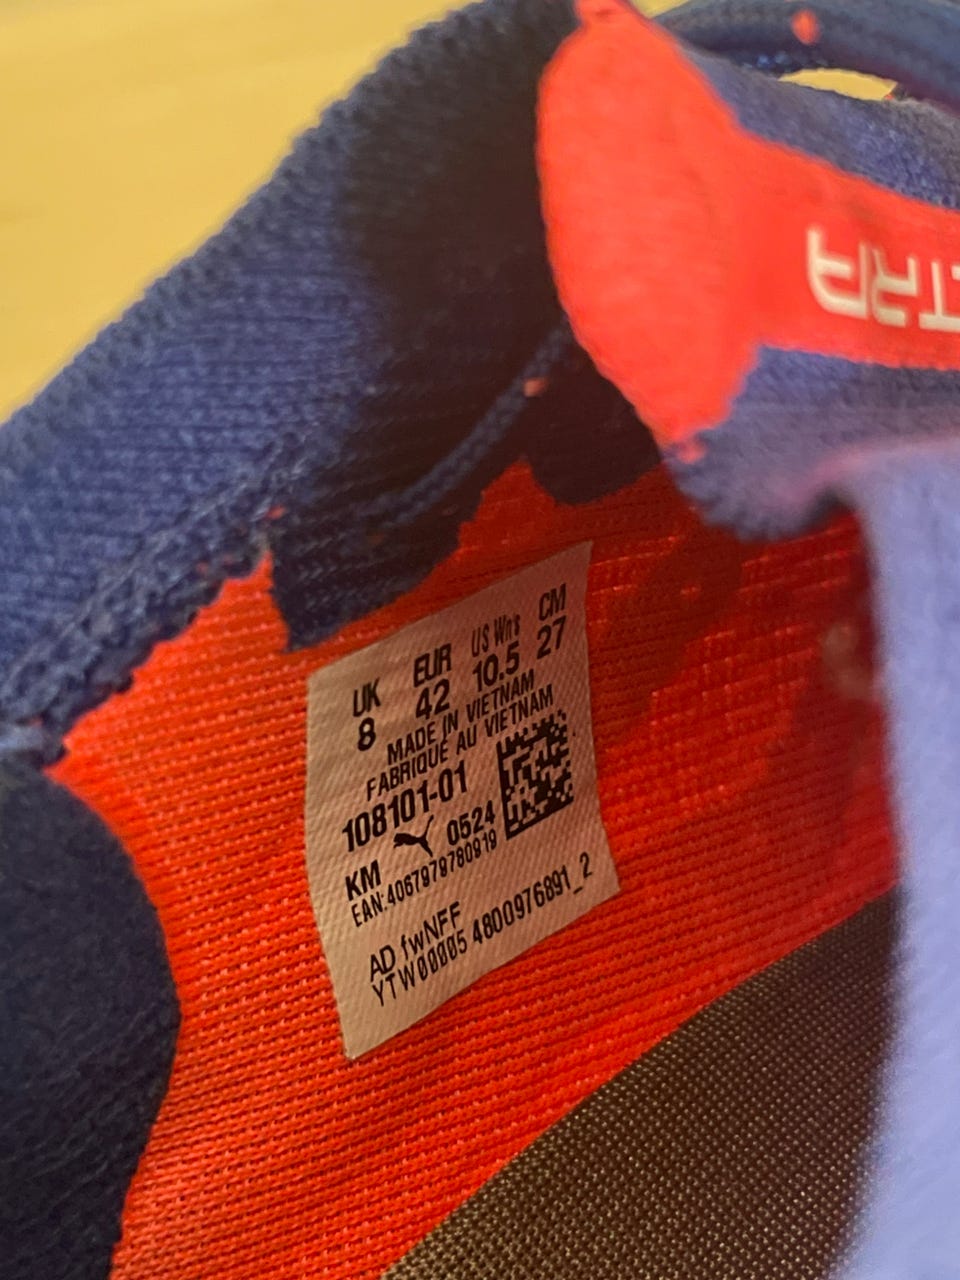 TRA
UK EUR US Wn's CM
8 42 10.5 27
MADE IN VIETNAM
FABRIQUÉ AU VIETNAM
108101-01
KM 0524
EAN:4067979780919
AD fwNFF
YTW00005 4800976891_2